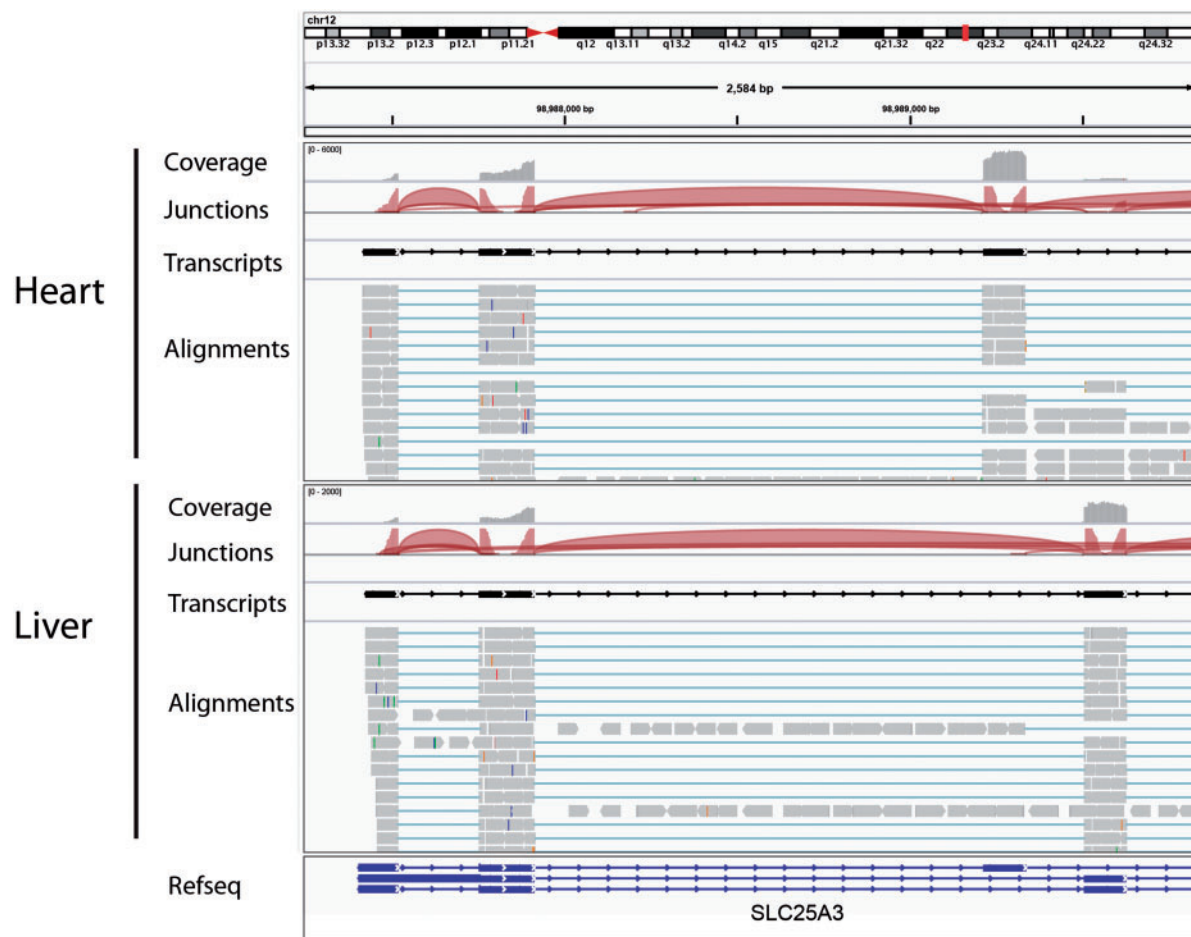 chr12
p13.32 p13.2 p12.3 p12.1 p11.21 q12 q13.11 q13.2 q14.2 q15 q21.2 q21.32 q22 q23.2 q24.11 q24.22 q24.32
2,584 bp
98,988,000 bp 98,989,000 bp
Heart
[0 - 6000]
Coverage
Junctions
Transcripts
Alignments
Liver
[0 - 2000]
Coverage
Junctions
Transcripts
Alignments
Refseq
SLC25A3